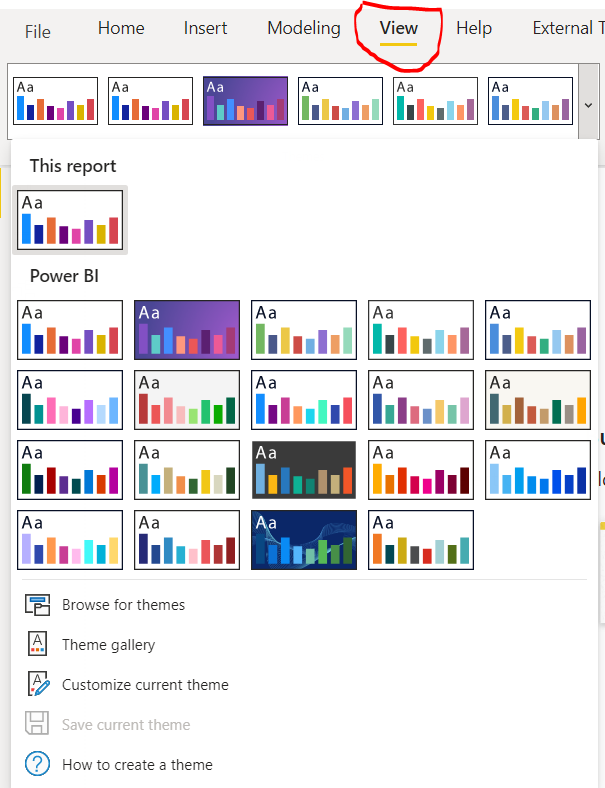 File Home Insert Modeling View Help External T
Aa Aa Aa Aa Aa Aa
This report
Aa
Power BI
Aa Aa Aa Aa Aa
Aa Aa Aa Aa Aa
Aa Aa Aa Aa Aa
Aa Aa Aa Aa
Browse for themes
Theme gallery
A
Customize current theme
A
Save current theme
How to create a theme
?